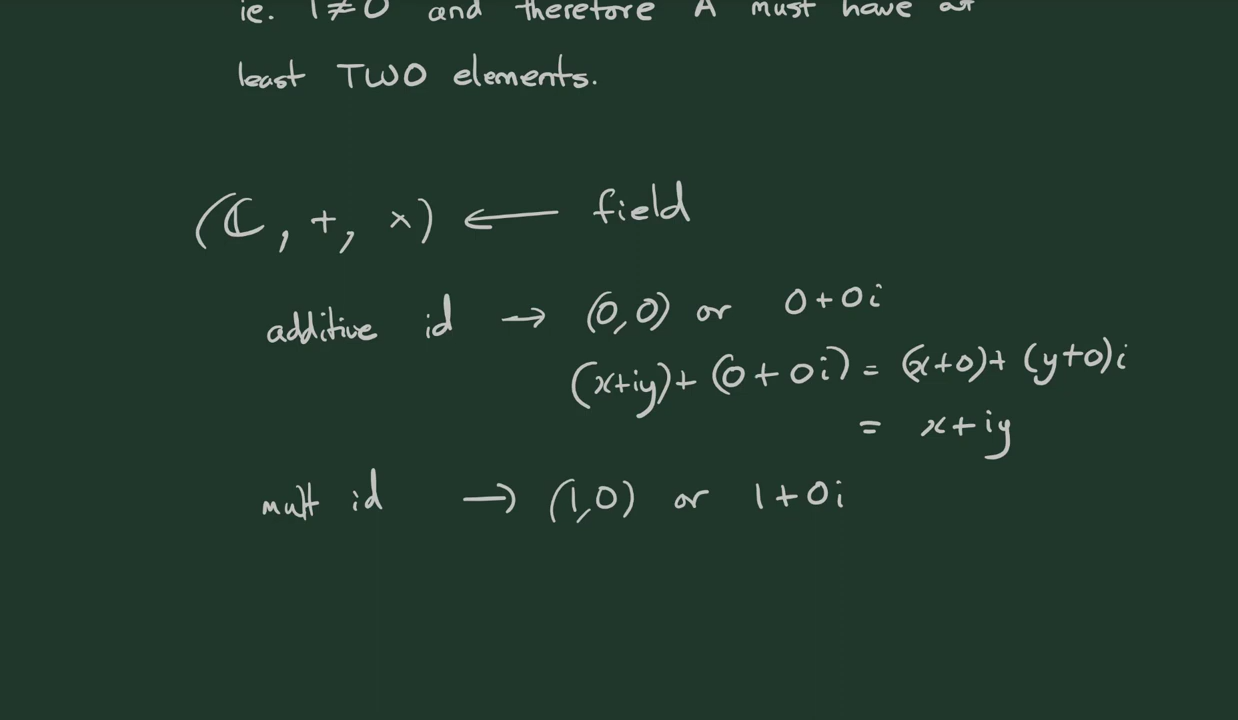 ie. 1≠0 and therefore A must have at
least TWO elements.
(ℂ, +, ×) ⟵ field
additive id → (0,0) or 0+0i
(x+iy)+(0+0i) = (x+0)+(y+0)i
= x+iy
mult id → (1,0) or 1+0i